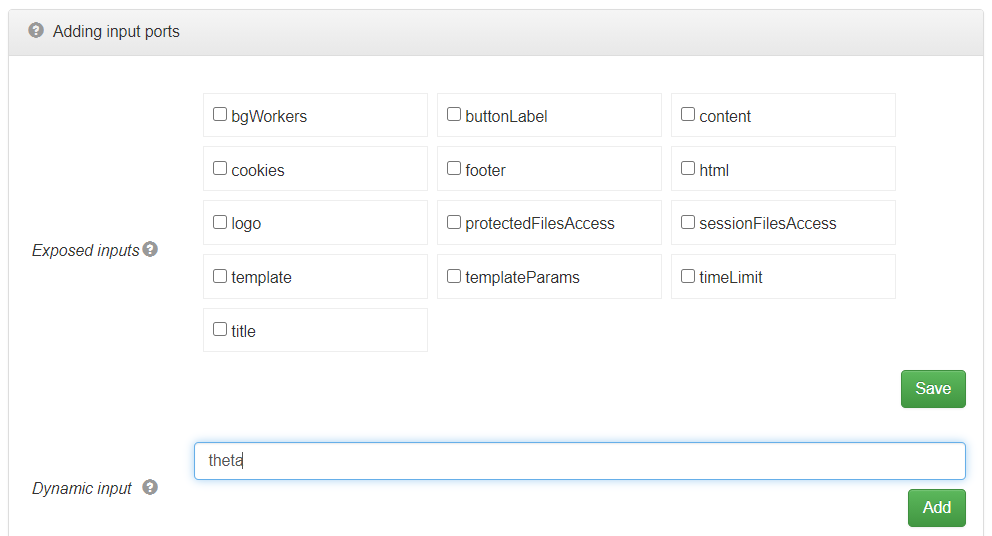 Adding input ports
bgWorkers buttonLabel content
cookies footer html
logo protectedFilesAccess sessionFilesAccess
Exposed inputs
template templateParams timeLimit
title
Save
theta
Dynamic input
Add